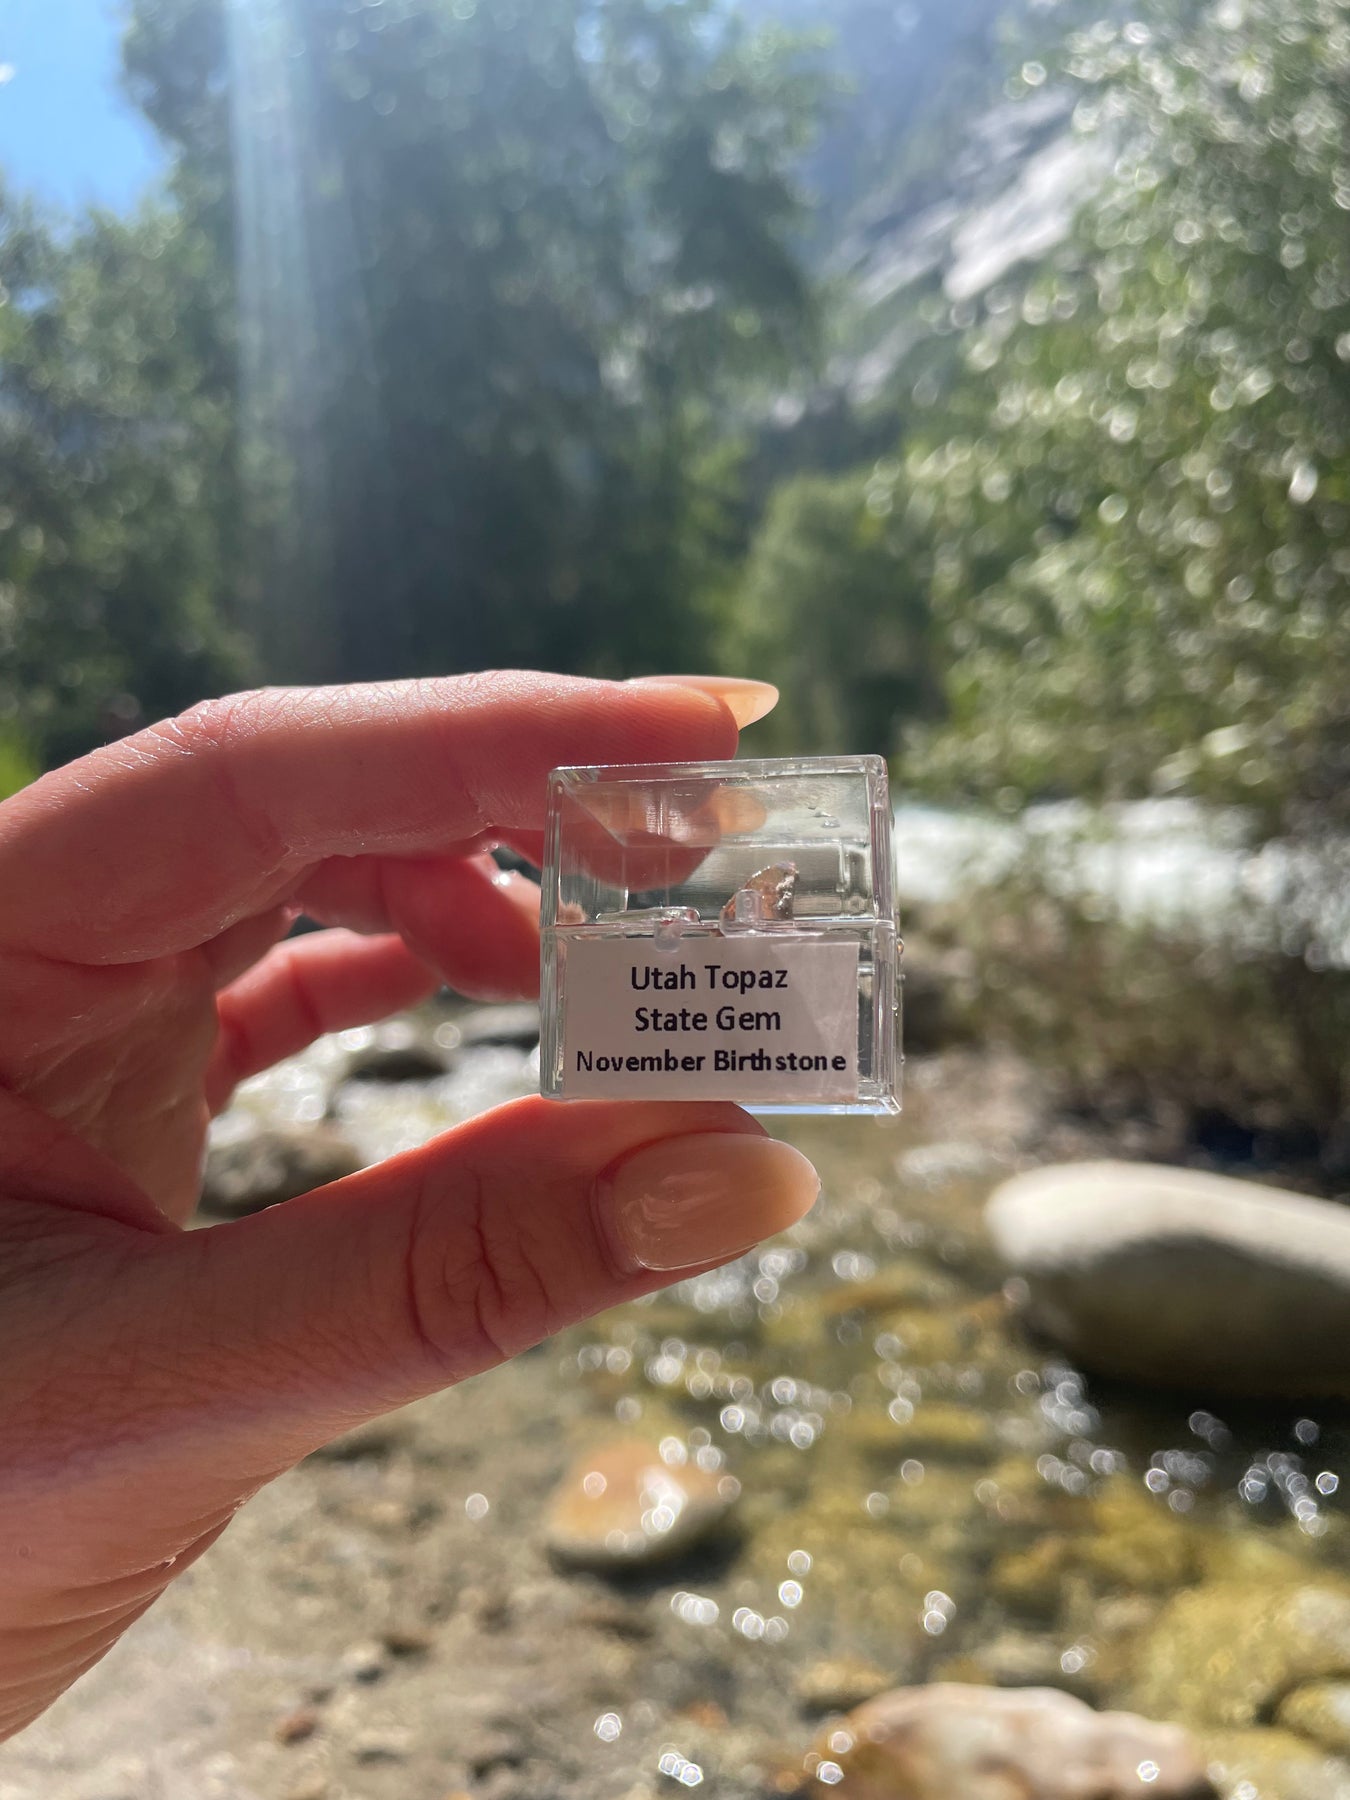 Utah Topaz
State Gem
November Birthstone